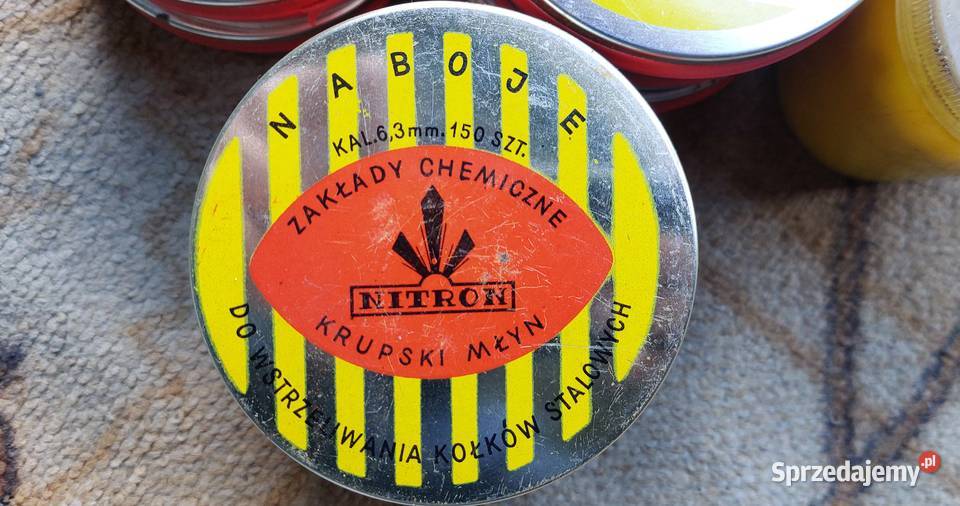 NABOJE
KAL.6,3mm.150 SZT.
ZAKŁADY CHEMICZNE
NITRON
KRUPSKI MŁYN
DO WSTRZELIWANIA KOŁKÓW STALOWYCH
Sprzedajemy.pl